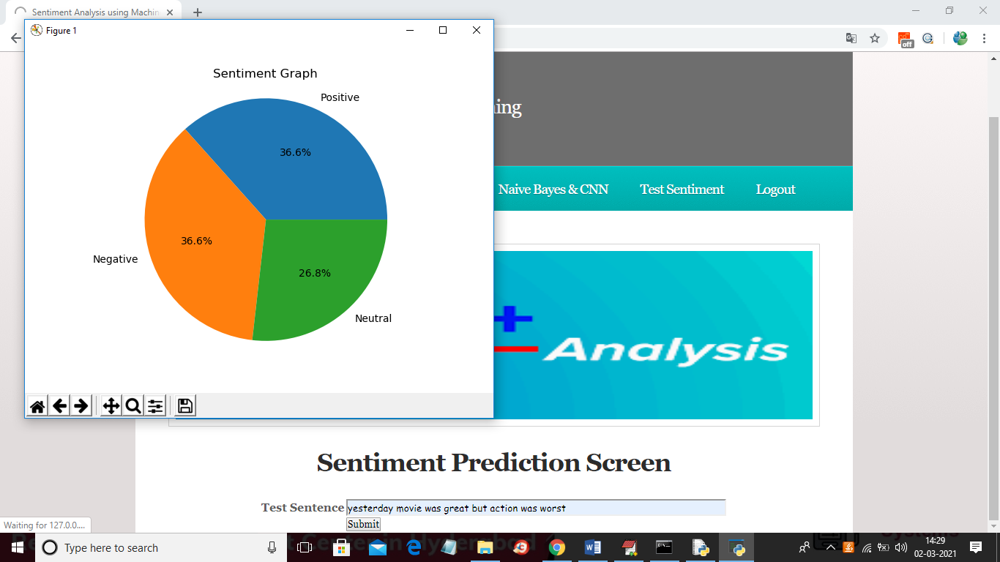 Sentiment Analysis using Machin
Figure 1
off
Sentiment Graph
Positive
36.6%
36.6%
Negative
26.8%
Neutral
ning
Naive Bayes & CNN
Test Sentiment
Logout
Analysis
Sentiment Prediction Screen
Test Sentence yesterday movie was great but action was worst
Submit
Waiting for 127.0.0....
Type here to search
14:29
02-03-2021